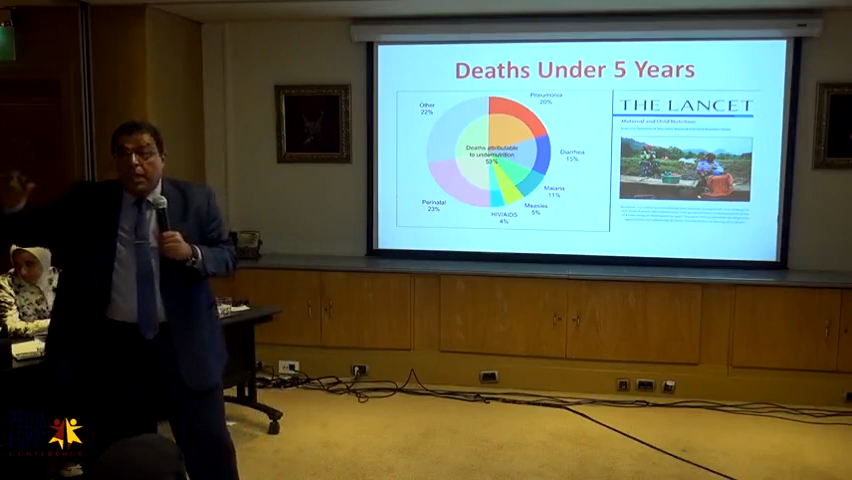 Deaths Under 5 Years
Pneumonia
20%
Other
22%
Deaths attributable
to undernutrition
53%
Diarrhea
15%
Malaria
11%
Measles
5%
HIV/AIDS
4%
Perinatal
23%
THE LANCET
Maternal and Child Nutrition
CONFERENCE